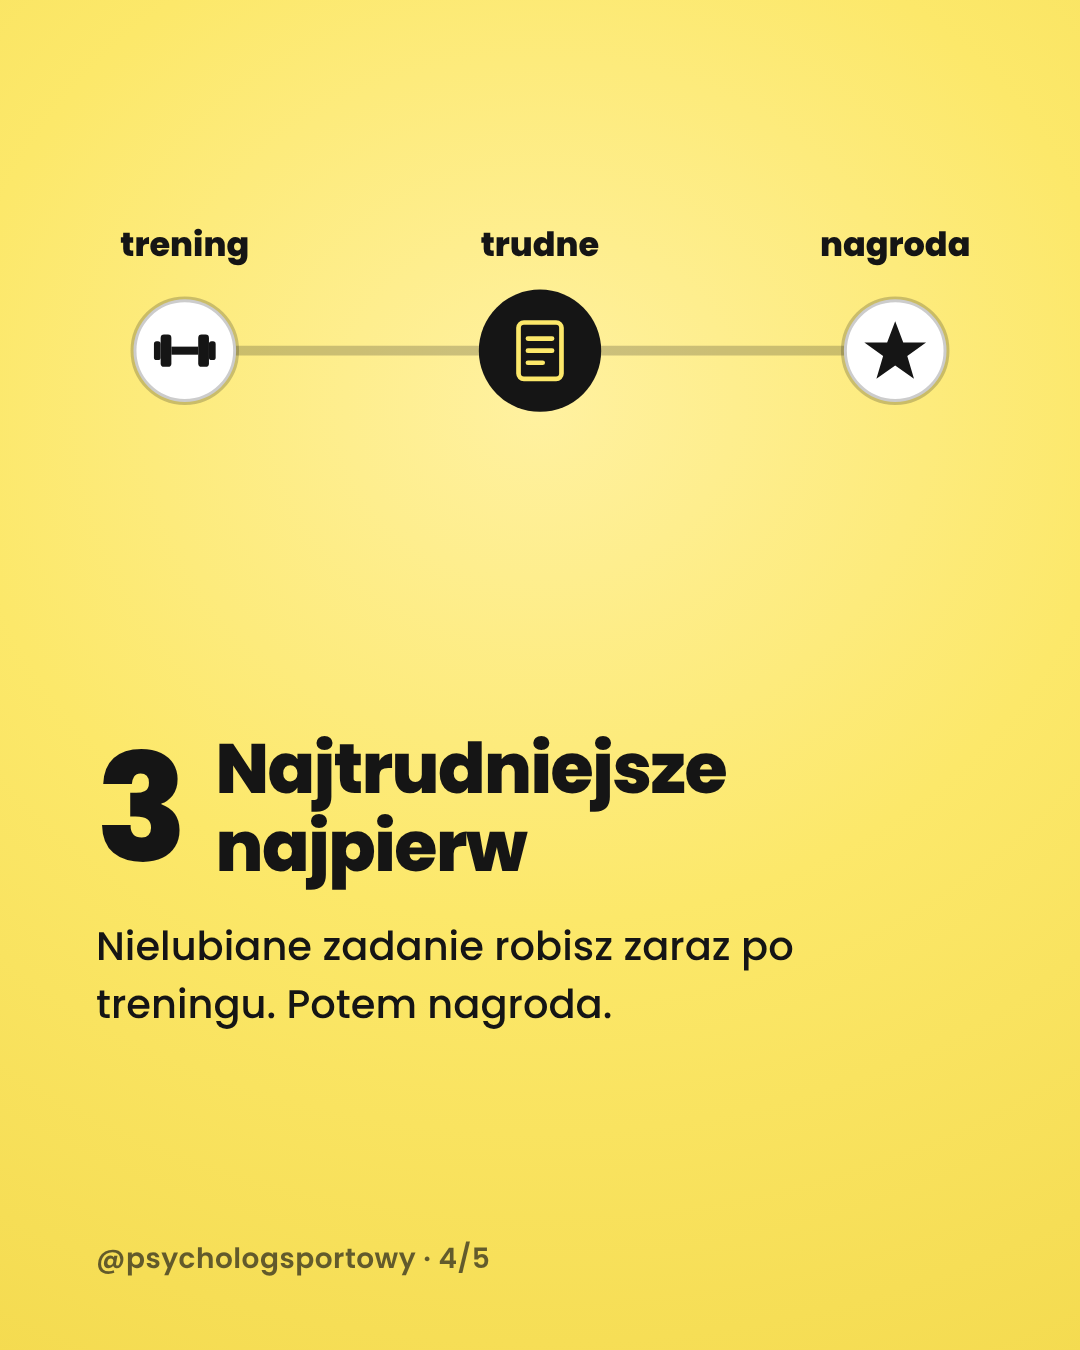 trening trudne nagroda
3 Najtrudniejsze
najpierw
Nielubiane zadanie robisz zaraz po
treningu. Potem nagroda.
@psychologsportowy · 4/5